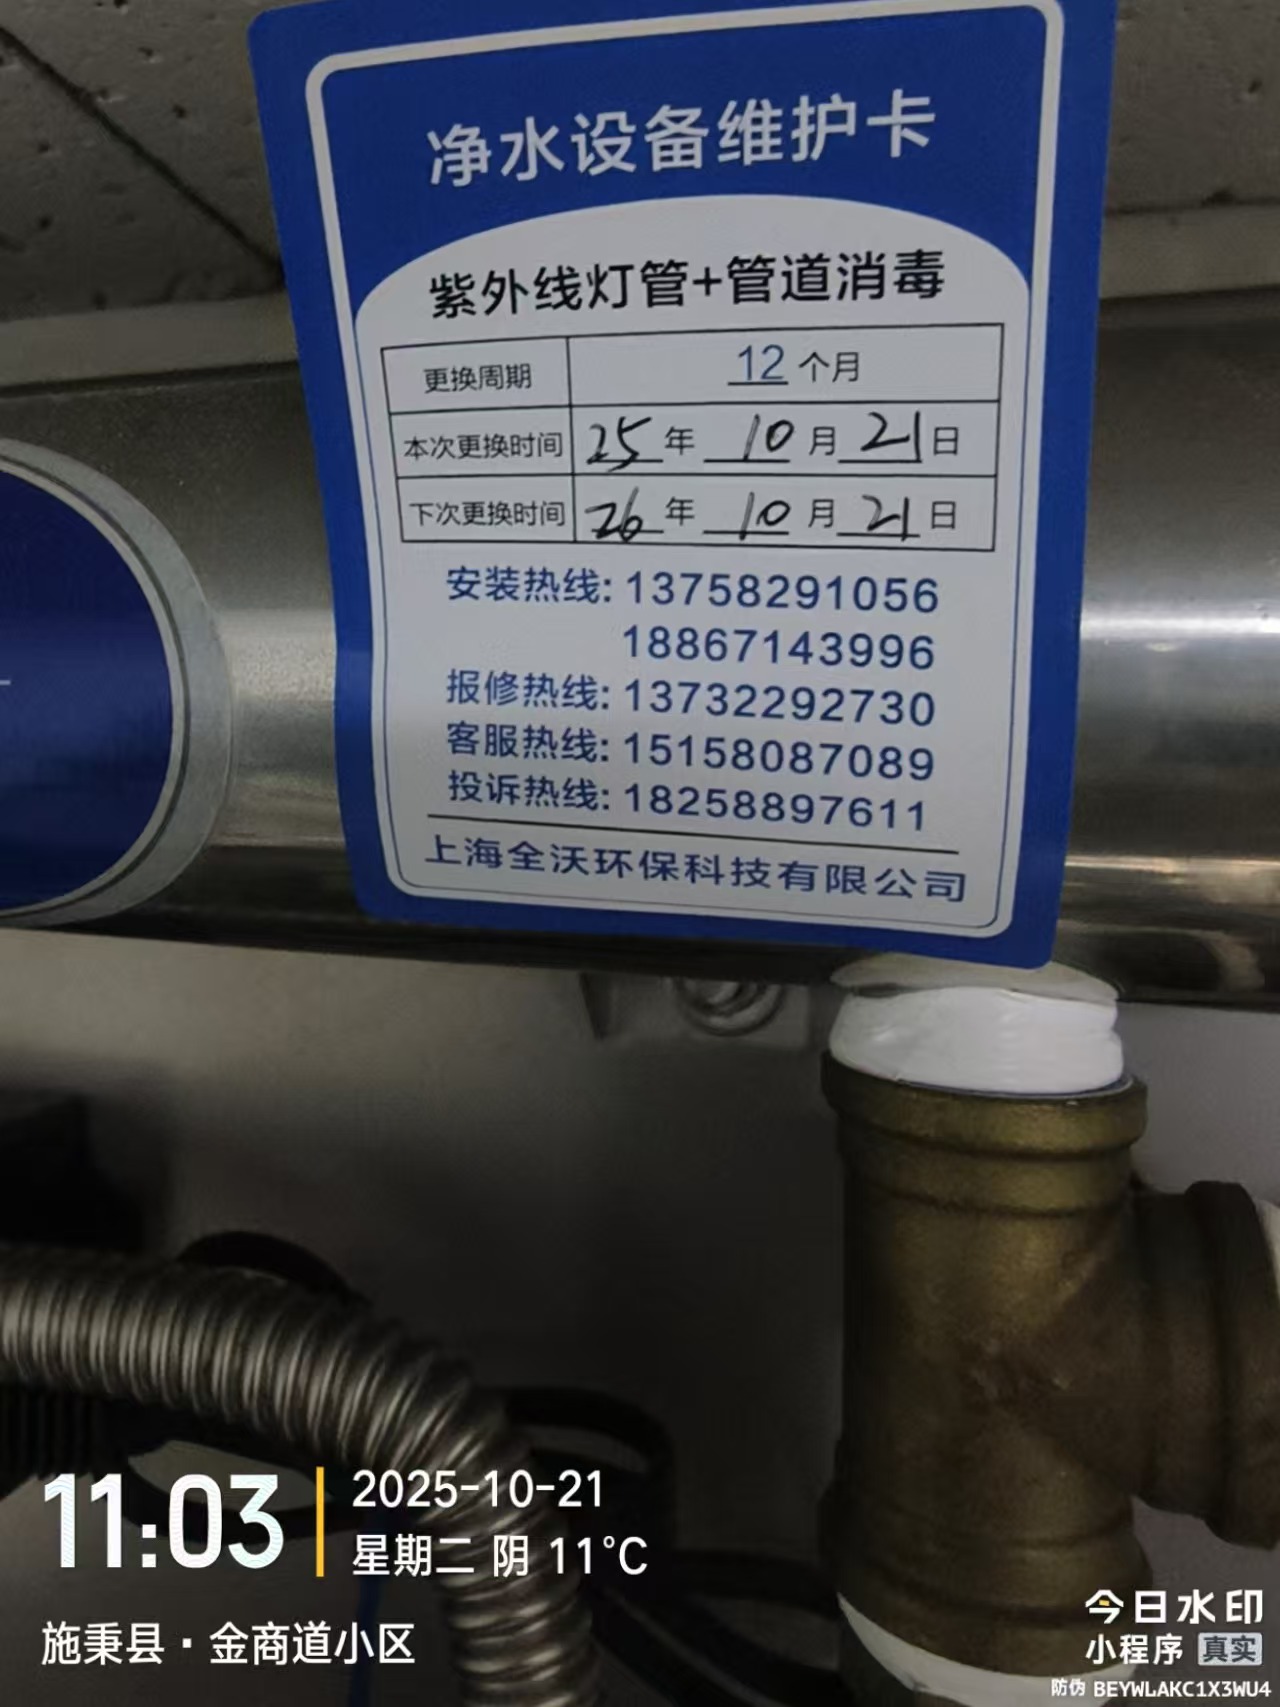 净水设备维护卡
紫外线灯管+管道消毒
更换周期 12 个月
本次更换时间 25 年 10 月 21 日
下次更换时间 26 年 10 月 21 日
安装热线: 13758291056
18867143996
报修热线: 13732292730
客服热线: 15158087089
投诉热线: 18258897611
上海全沃环保科技有限公司
11:03
2025-10-21
星期二 阴 11°C
施秉县·金商道小区
今日水印
小程序 真实
防伪 BEYWLAKC1X3WU4